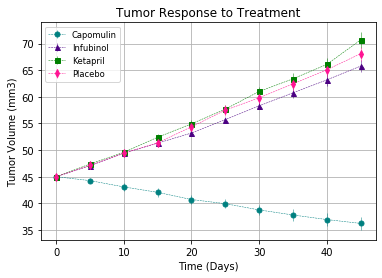 Tumor Response to Treatment
Capomulin
Infubinol
Ketapril
Placebo
Tumor Volume (mm3)
70
65
60
55
50
45
40
35
0
10
20
30
40
Time (Days)